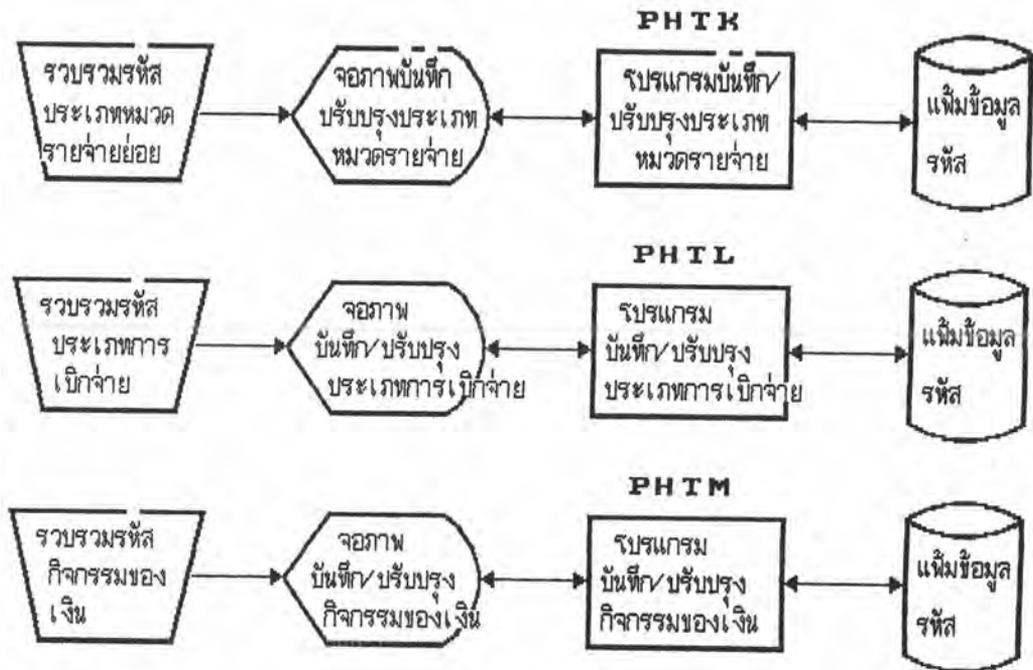 PHTK
รวบรวมรหัส
ประเภทหมวด
รายจ่ายย่อย
จอภาพบันทึก
ปรับปรุงประเภท
หมวดรายจ่าย
โปรแกรมบันทึก/
ปรับปรุงประเภท
หมวดรายจ่าย
แฟ้มข้อมูล
รหัส
PHTL
รวบรวมรหัส
ประเภทการ
เบิกจ่าย
จอภาพ
บันทึก/ปรับปรุง
ประเภทการเบิกจ่าย
โปรแกรม
บันทึก/ปรับปรุง
ประเภทการเบิกจ่าย
แฟ้มข้อมูล
รหัส
PHTM
รวบรวมรหัส
กิจกรรมของ
เงิน
จอภาพ
บันทึก/ปรับปรุง
กิจกรรมของเงิน
โปรแกรม
บันทึก/ปรับปรุง
กิจกรรมของเงิน
แฟ้มข้อมูล
รหัส